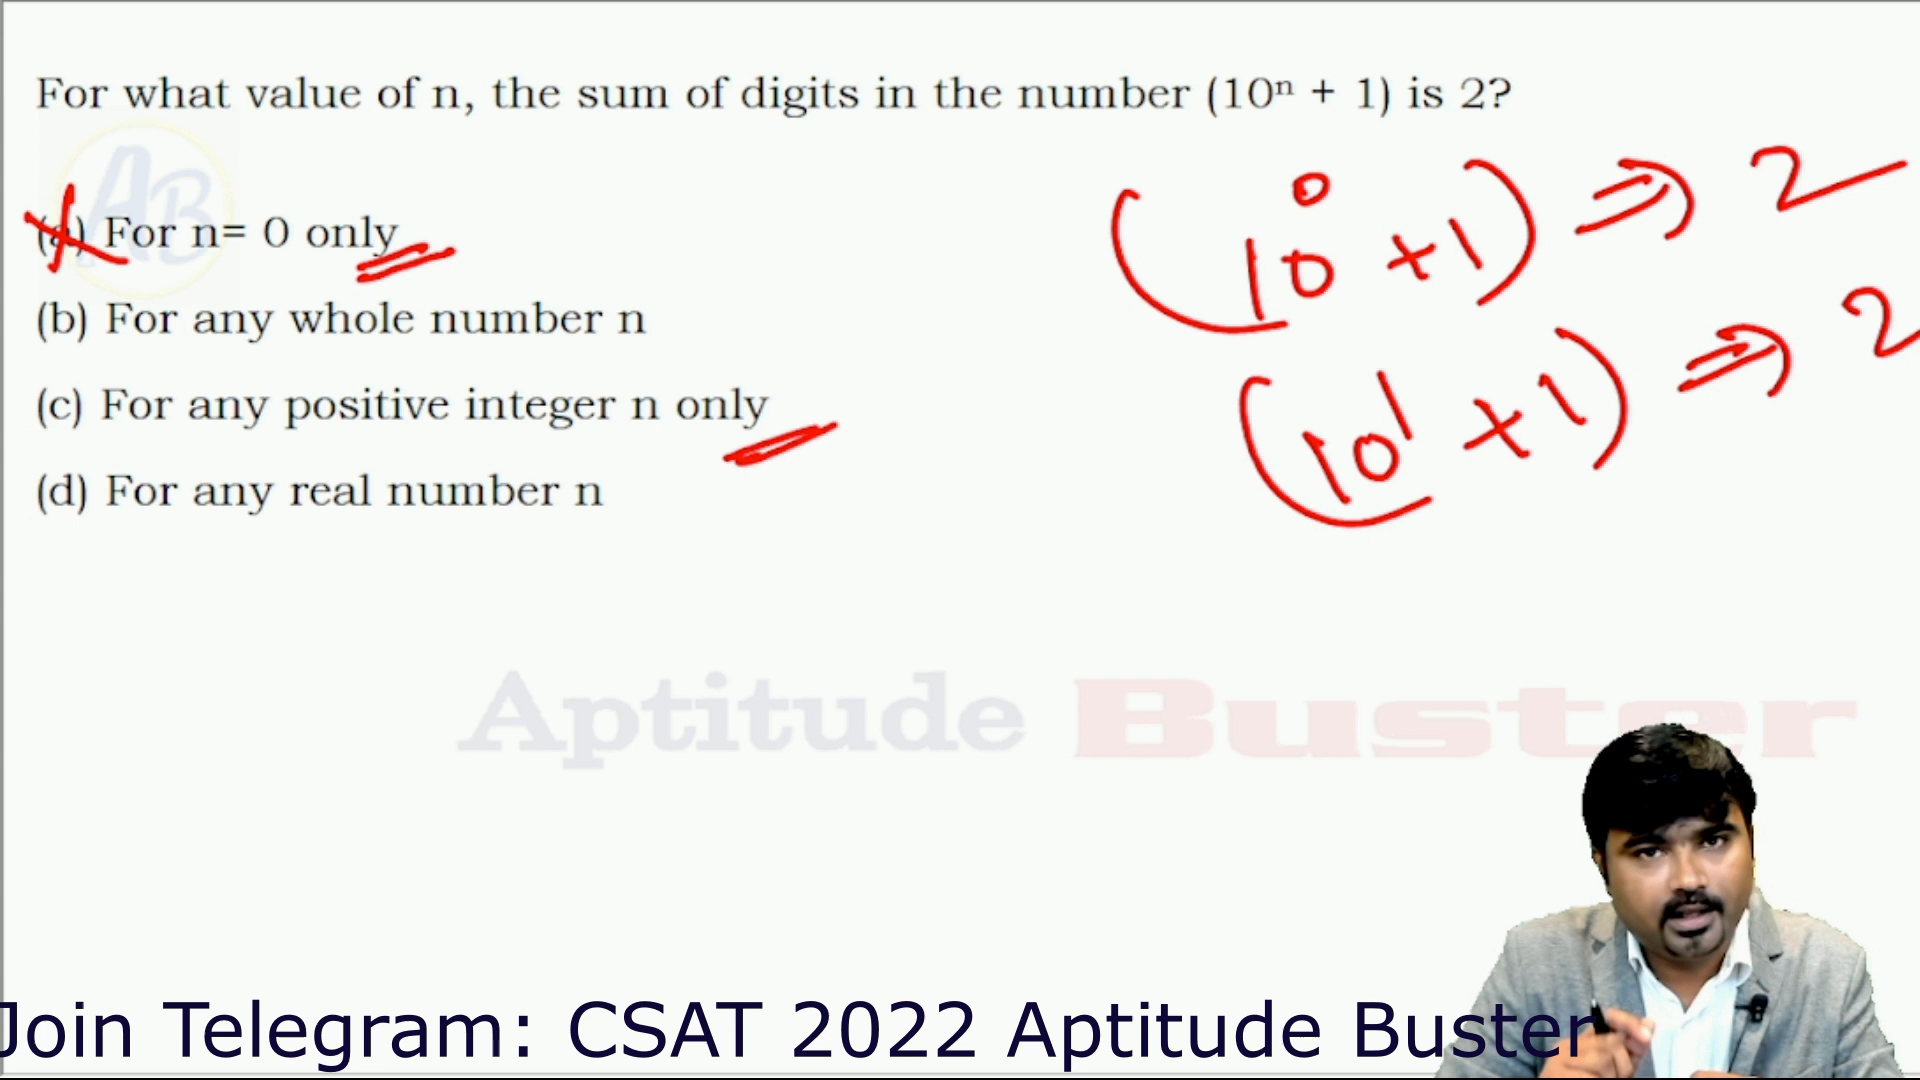 For what value of n, the sum of digits in the number (10ⁿ + 1) is 2?
(a) For n= 0 only
(b) For any whole number n
(c) For any positive integer n only
(d) For any real number n
(10⁰ +1) ⇒ 2
(10¹ +1) ⇒ 2
AB
Aptitude Buster
Join Telegram: CSAT 2022 Aptitude Buster